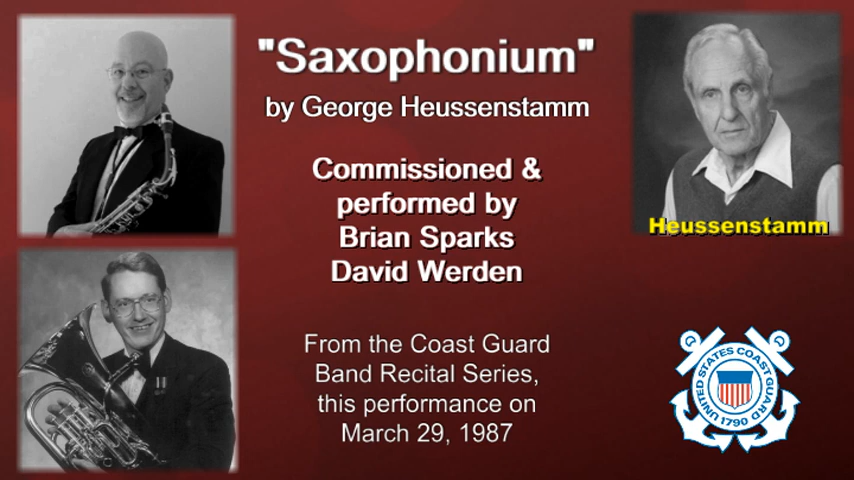 "Saxophonium"
by George Heussenstamm
Commissioned &
performed by
Brian Sparks
David Werden
From the Coast Guard
Band Recital Series,
this performance on
March 29, 1987
Heussenstamm
UNITED STATES COAST GUARD
1790